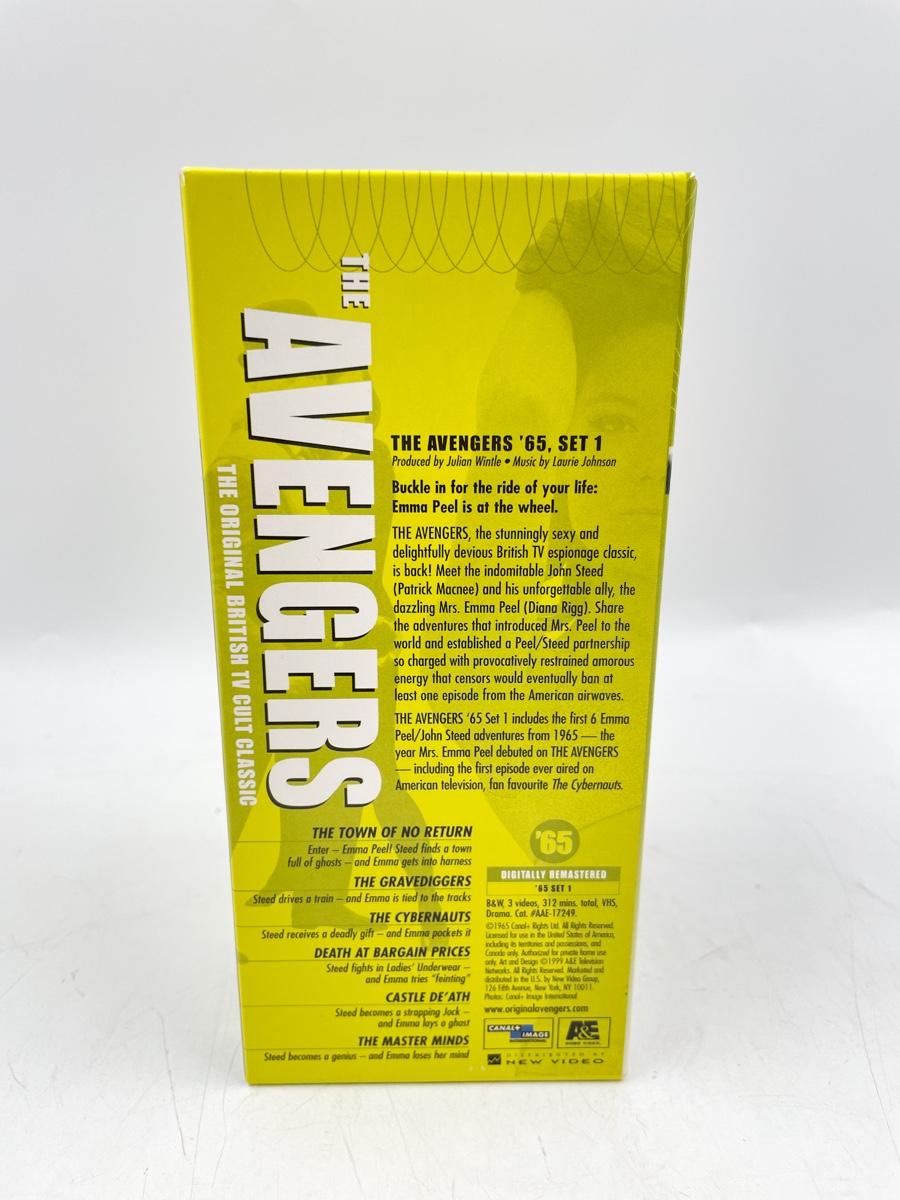 THE
AVENGERS
THE ORIGINAL BRITISH TV CULT CLASSIC
THE AVENGERS '65, SET 1
Produced by Julian Wintle • Music by Laurie Johnson
Buckle in for the ride of your life:
Emma Peel is at the wheel.
THE AVENGERS, the stunningly sexy and
delightfully devious British TV espionage classic,
is back! Meet the indomitable John Steed
(Patrick Macnee) and his unforgettable ally, the
dazzling Mrs. Emma Peel (Diana Rigg). Share
the adventures that introduced Mrs. Peel to the
world and established a Peel/Steed partnership
so charged with provocatively restrained amorous
energy that censors would eventually ban at
least one episode from the American airwaves.
THE AVENGERS '65 Set 1 includes the first 6 Emma
Peel/John Steed adventures from 1965 — the
year Mrs. Emma Peel debuted on THE AVENGERS
— including the first episode ever aired on
American television, fan favourite The Cybernauts.
THE TOWN OF NO RETURN
Enter – Emma Peel! Steed finds a town
full of ghosts – and Emma gets into harness
THE GRAVEDIGGERS
Steed drives a train – and Emma is tied to the tracks
THE CYBERNAUTS
Steed receives a deadly gift – and Emma pockets it
DEATH AT BARGAIN PRICES
Steed fights in Ladies' Underwear –
and Emma tries "feinting"
CASTLE DE'ATH
Steed becomes a strapping Jock –
and Emma lays a ghost
THE MASTER MINDS
Steed becomes a genius – and Emma loses her mind
'65
DIGITALLY REMASTERED
'65 SET 1
B&W, 3 videos, 312 mins. total, VHS,
Drama. Cat. #AAE-17249.
©1965 Canal+ Rights Ltd. All Rights Reserved.
Licensed for use in the United States of America,
including its territories and possessions, and
Canada only. Authorized for private home use
only. Art and Design ©1999 A&E Television
Networks. All Rights Reserved. Marketed and
distributed in the U.S. by New Video Group,
126 Fifth Avenue, New York, NY 10011.
Photos: Canal+ Image International
www.originalavengers.com
CANAL+
IMAGE
INTERNATIONAL
A&E
HOME VIDEO
DISTRIBUTED BY
NEW VIDEO